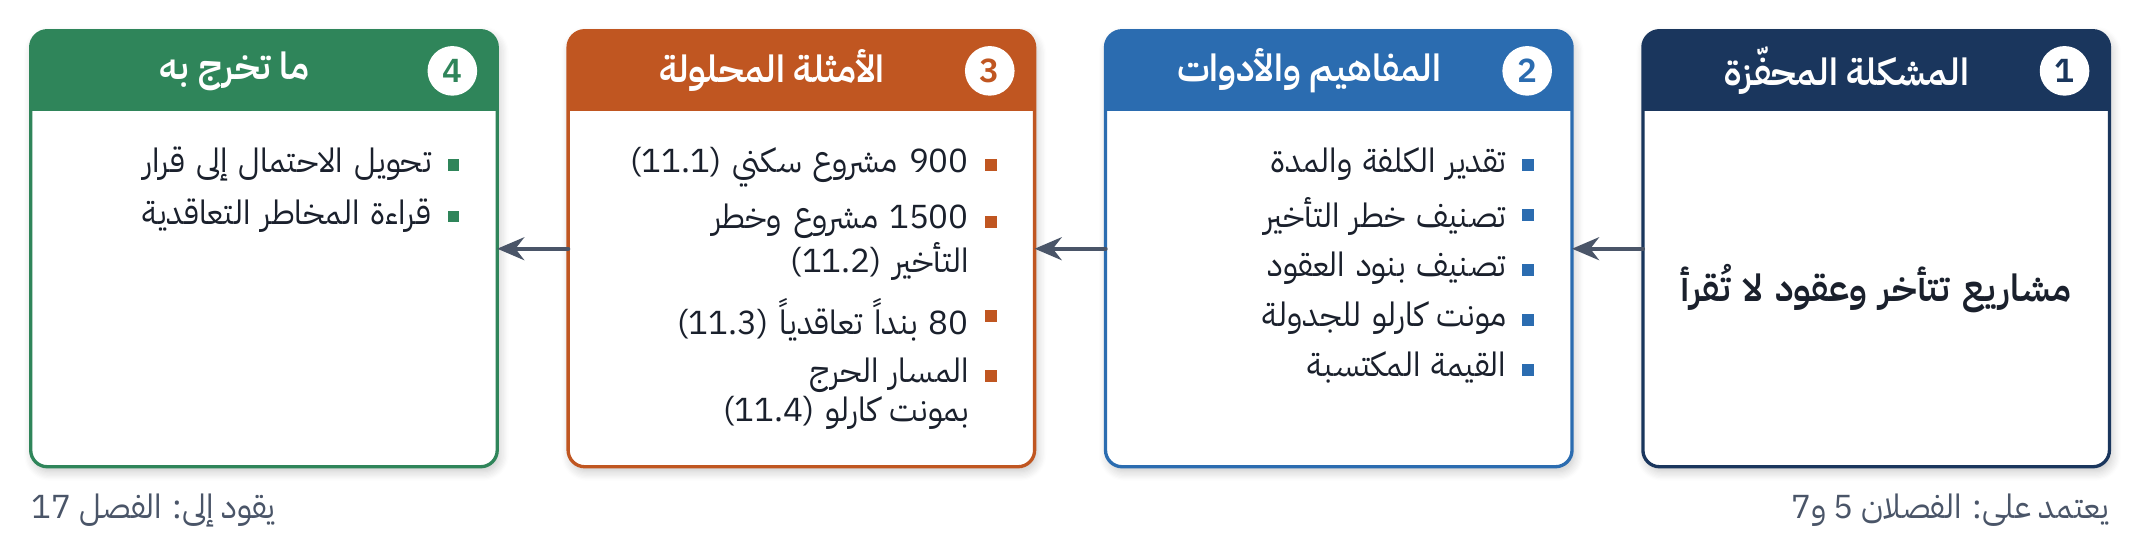 1
المشكلة المحفّزة
مشاريع تتأخر وعقود لا تُقرأ
2
المفاهيم والأدوات
تقدير الكلفة والمدة
تصنيف خطر التأخير
تصنيف بنود العقود
مونت كارلو للجدولة
القيمة المكتسبة
3
الأمثلة المحلولة
900 مشروع سكني (11.1)
1500 مشروع وخطر
التأخير (11.2)
80 بنداً تعاقدياً (11.3)
المسار الحرج
بمونت كارلو (11.4)
4
ما تخرج به
تحويل الاحتمال إلى قرار
قراءة المخاطر التعاقدية
يعتمد على: الفصلان 5 و7
يقود إلى: الفصل 17